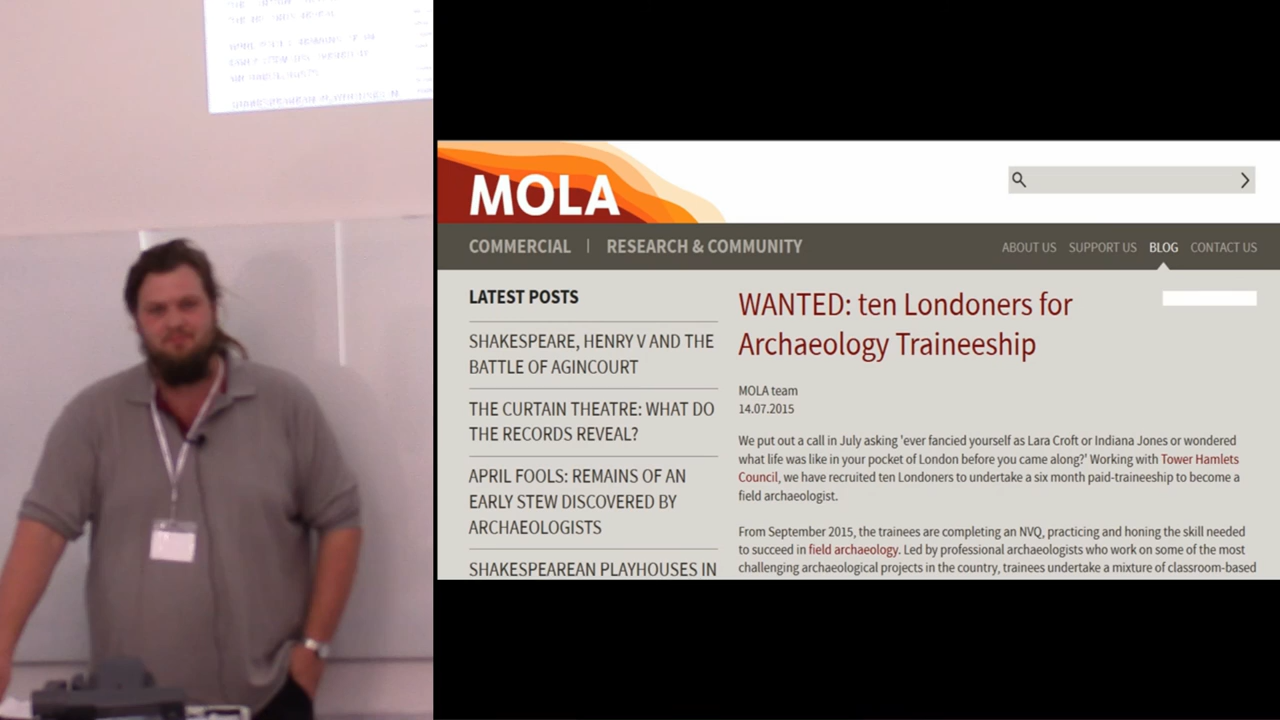 MOLA
COMMERCIAL | RESEARCH & COMMUNITY
ABOUT US SUPPORT US BLOG CONTACT US
LATEST POSTS
SHAKESPEARE, HENRY V AND THE
BATTLE OF AGINCOURT
THE CURTAIN THEATRE: WHAT DO
THE RECORDS REVEAL?
APRIL FOOLS: REMAINS OF AN
EARLY STEW DISCOVERED BY
ARCHAEOLOGISTS
SHAKESPEAREAN PLAYHOUSES IN
WANTED: ten Londoners for
Archaeology Traineeship
MOLA team
14.07.2015
We put out a call in July asking 'ever fancied yourself as Lara Croft or Indiana Jones or wondered
what life was like in your pocket of London before you came along?' Working with Tower Hamlets
Council, we have recruited ten Londoners to undertake a six month paid-traineeship to become a
field archaeologist.
From September 2015, the trainees are completing an NVQ, practicing and honing the skill needed
to succeed in field archaeology. Led by professional archaeologists who work on some of the most
challenging archaeological projects in the country, trainees undertake a mixture of classroom-based